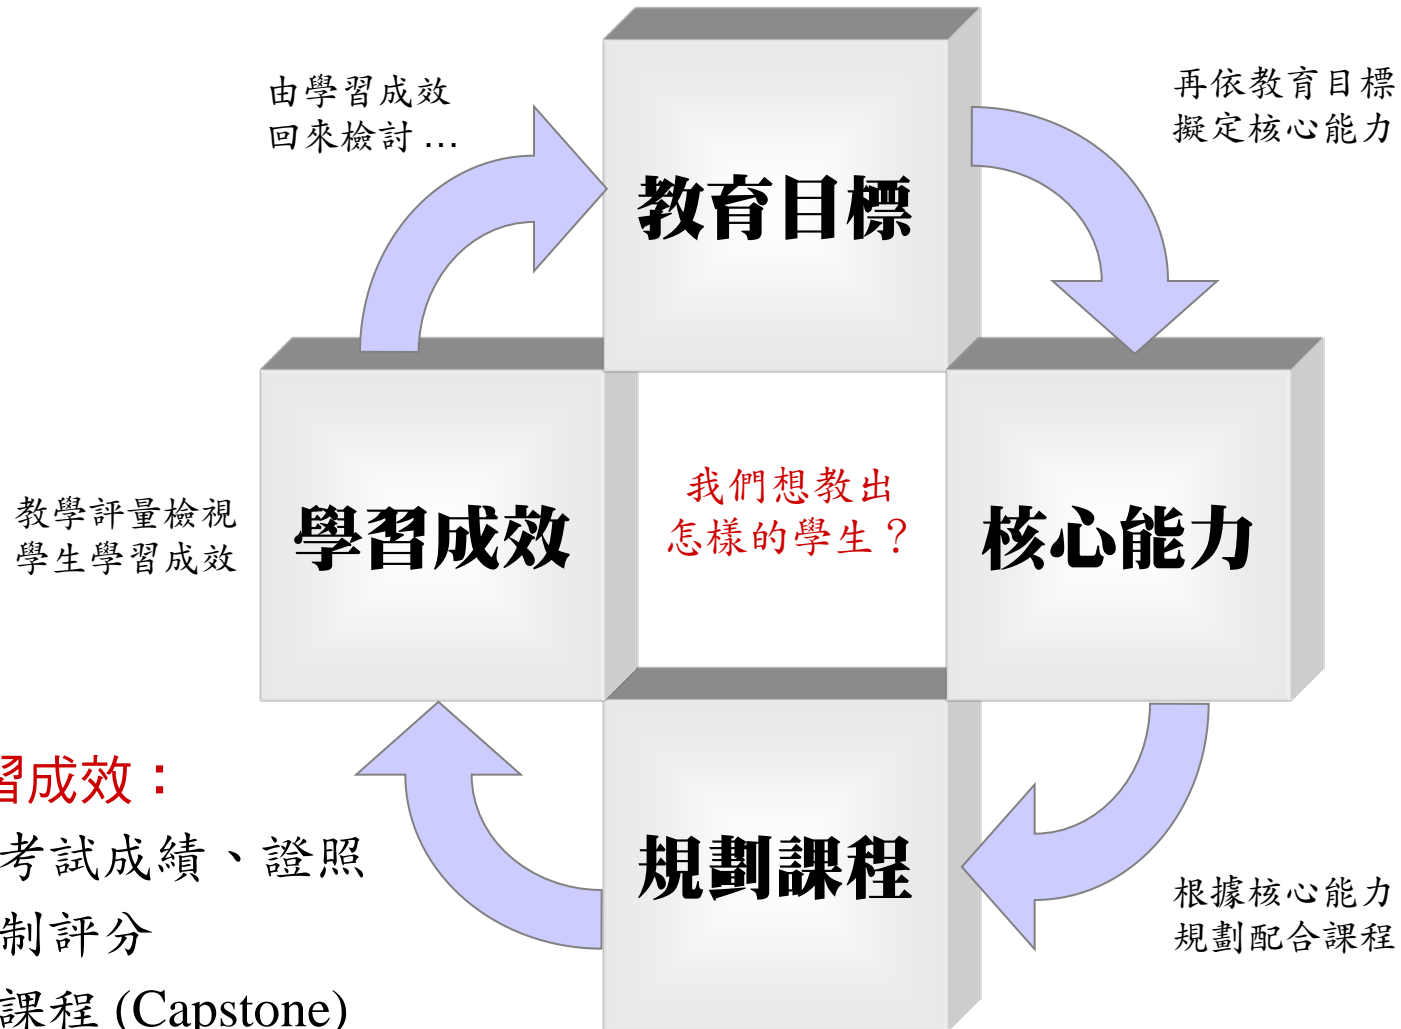 由學習成效
回來檢討…
再依教育目標
擬定核心能力
教育目標
教學評量檢視
學生學習成效
學習成效
我們想教出
怎樣的學生？
核心能力
習成效：
考試成績、證照
制評分
課程 (Capstone)
規劃課程
根據核心能力
規劃配合課程